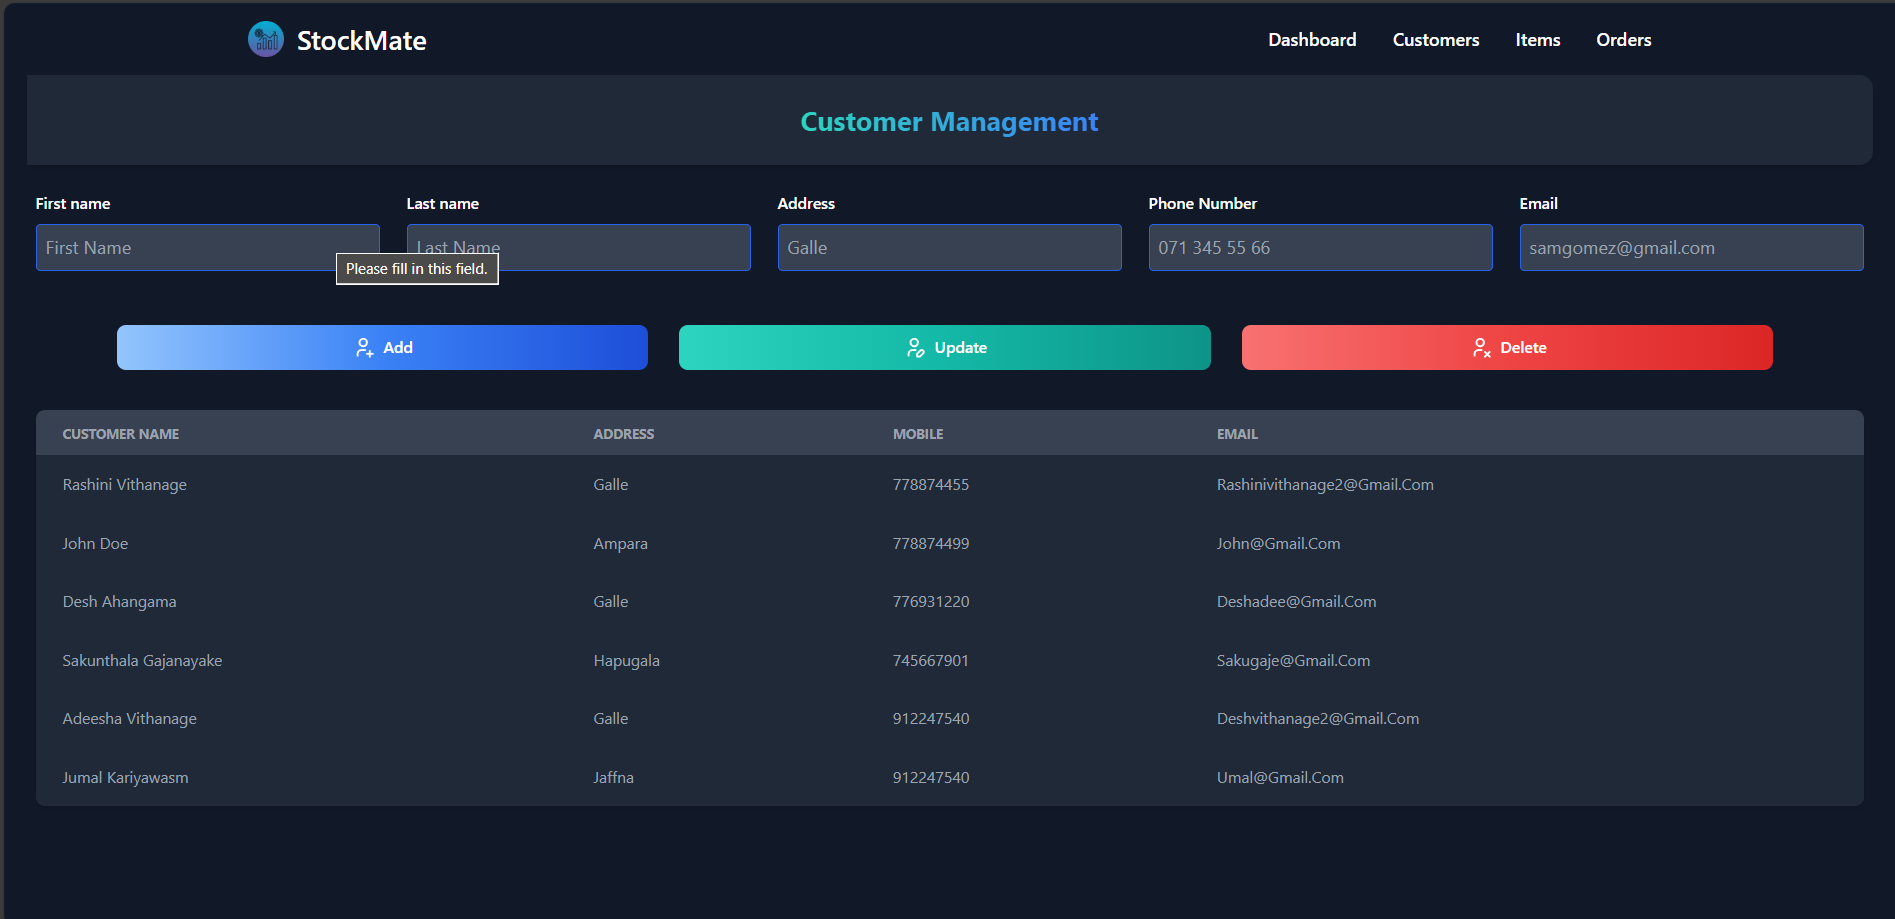 StockMate
Dashboard Customers Items Orders
Customer Management
First name Last name Address Phone Number Email
First Name Last Name Galle 071 345 55 66 samgomez@gmail.com
Please fill in this field.
Add Update Delete
CUSTOMER NAME ADDRESS MOBILE EMAIL
Rashini Vithanage Galle 778874455 Rashinivithanage2@Gmail.Com
John Doe Ampara 778874499 John@Gmail.Com
Desh Ahangama Galle 776931220 Deshadee@Gmail.Com
Sakunthala Gajanayake Hapugala 745667901 Sakugaje@Gmail.Com
Adeesha Vithanage Galle 912247540 Deshvithanage2@Gmail.Com
Jumal Kariyawasm Jaffna 912247540 Umal@Gmail.Com